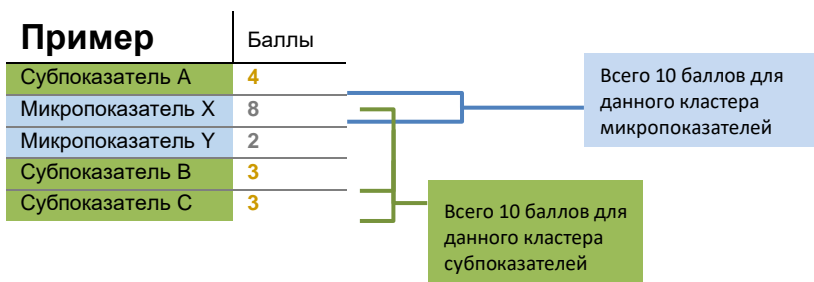 Пример Баллы
Субпоказатель A 4
Микропоказатель X 8
Микропоказатель Y 2
Субпоказатель B 3
Субпоказатель C 3
Всего 10 баллов для
данного кластера
микропоказателей
Всего 10 баллов для
данного кластера
субпоказателей